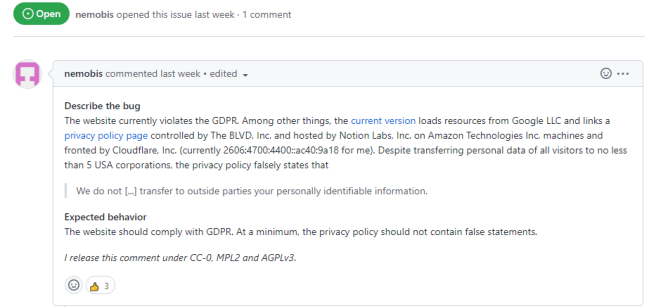 Open nemobis opened this issue last week · 1 comment
nemobis commented last week • edited
Describe the bug
The website currently violates the GDPR. Among other things, the current version loads resources from Google LLC and links a
privacy policy page controlled by The BLVD, Inc. and hosted by Notion Labs, Inc. on Amazon Technologies Inc. machines and
fronted by Cloudflare, Inc. (currently 2606:4700:4400::ac40:9a18 for me). Despite transferring personal data of all visitors to no less
than 5 USA corporations, the privacy policy falsely states that
We do not [...] transfer to outside parties your personally identifiable information.
Expected behavior
The website should comply with GDPR. At a minimum, the privacy policy should not contain false statements.
I release this comment under CC-0, MPL2 and AGPLv3.
3